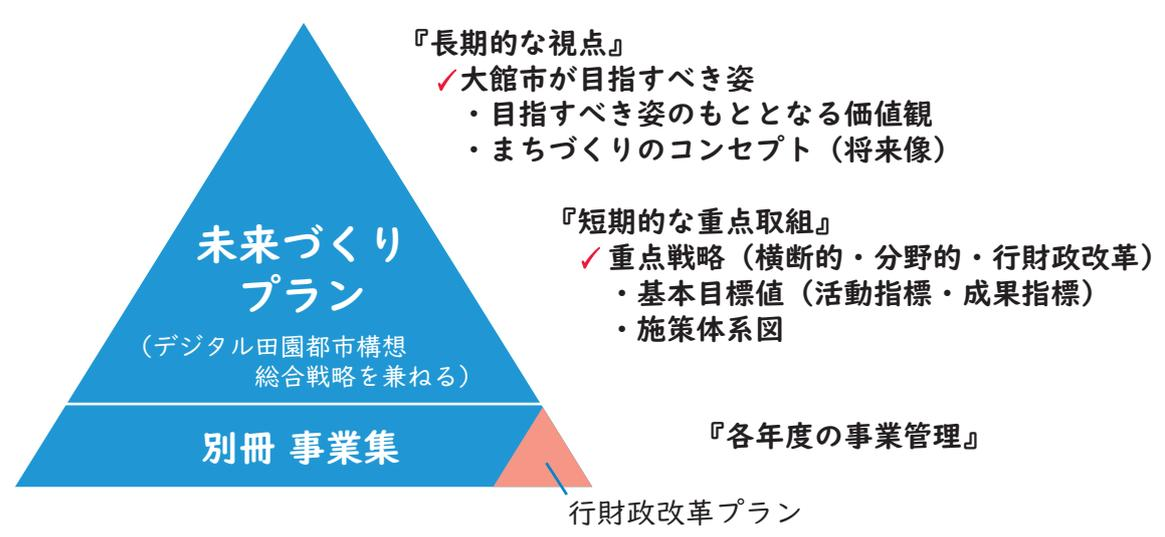 『長期的な視点』
✓大館市が目指すべき姿
・目指すべき姿のもととなる価値観
・まちづくりのコンセプト（将来像）
『短期的な重点取組』
✓重点戦略（横断的・分野的・行財政改革）
・基本目標値（活動指標・成果指標）
・施策体系図
未来づくり
プラン
（デジタル田園都市構想
総合戦略を兼ねる）
別冊 事業集
『各年度の事業管理』
行財政改革プラン